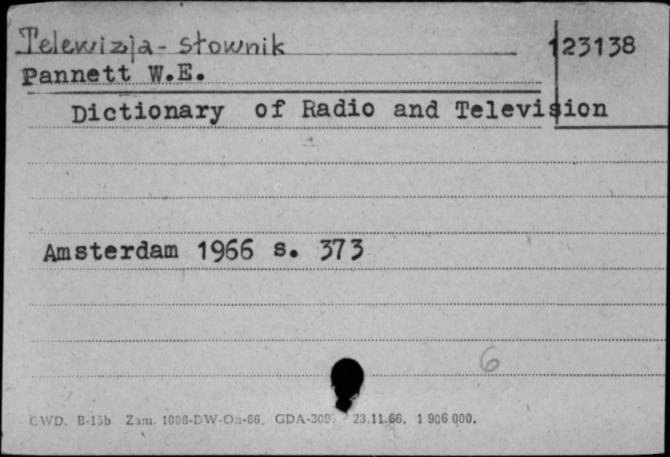 Telewizja - słownik 123138
Pannett W.E.
Dictionary of Radio and Television
Amsterdam 1966 s. 373
6
CWD. B-15b Zam. 1008-DW-On-66. GDA-309. 23.11.66. 1 906 000.